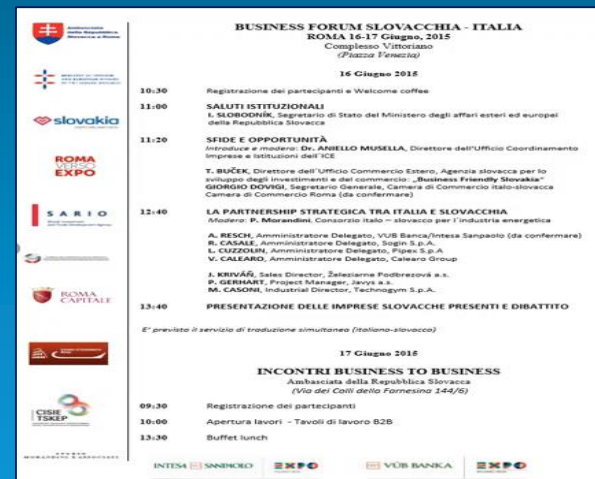 Ambasciata
della Repubblica
Slovacca a Roma
slovakia
ROMA
VERSO
EXPO
SARIO
ROMA
CAPITALE
CISIE
TSKEP
BUSINESS FORUM SLOVACCHIA - ITALIA
ROMA 16-17 Giugno, 2015
Complesso Vittoriano
(Piazza Venezia)
16 Giugno 2015
10:30 Registrazione dei partecipanti e Welcome coffee
11:00 SALUTI ISTITUZIONALI
I. SLOBODNÍK, Segretario di Stato del Ministero degli affari esteri ed europei
della Repubblica Slovacca
11:20 SFIDE E OPPORTUNITÀ
Introduce e modera: Dr. ANIELLO MUSELLA, Direttore dell'Ufficio Coordinamento
Imprese e Istituzioni dell'ICE
T. BUČEK, Direttore dell'Ufficio Commercio Estero, Agenzia slovacca per lo
sviluppo degli investimenti e del commercio: „Business Friendly Slovakia"
GIORGIO DOVIGI, Segretario Generale, Camera di Commercio italo-slovacca
Camera di Commercio Roma (da confermare)
12:40 LA PARTNERSHIP STRATEGICA TRA ITALIA E SLOVACCHIA
Modera: P. Morandini, Consorzio italo – slovacco per l'industria energetica
A. RESCH, Amministratore Delegato, VUB Banca/Intesa Sanpaolo (da confermare)
R. CASALE, Amministratore Delegato, Sogin S.p.A.
L. CUZZOLIN, Amministratore Delegato, Pipex S.p.A
V. CALEARO, Amministratore Delegato, Calearo Group
J. KRIVÁŇ, Sales Director, Železiarne Podbrezová a.s.
P. GERHART, Project Manager, Javys a.s.
M. CASONI, Industrial Director, Technogym S.p.A.
13:40 PRESENTAZIONE DELLE IMPRESE SLOVACCHE PRESENTI E DIBATTITO
E' previsto il servizio di traduzione simultanea (italiano-slovacco)
17 Giugno 2015
INCONTRI BUSINESS TO BUSINESS
Ambasciata della Repubblica Slovacca
(Via dei Colli della Farnesina 144/6)
09:30 Registrazione dei partecipanti
10:00 Apertura lavori - Tavoli di lavoro B2B
13:30 Buffet lunch
MORANDINI E ASSOCIATI
INTESA SANPAOLO EXPO VÚB BANKA EXPO